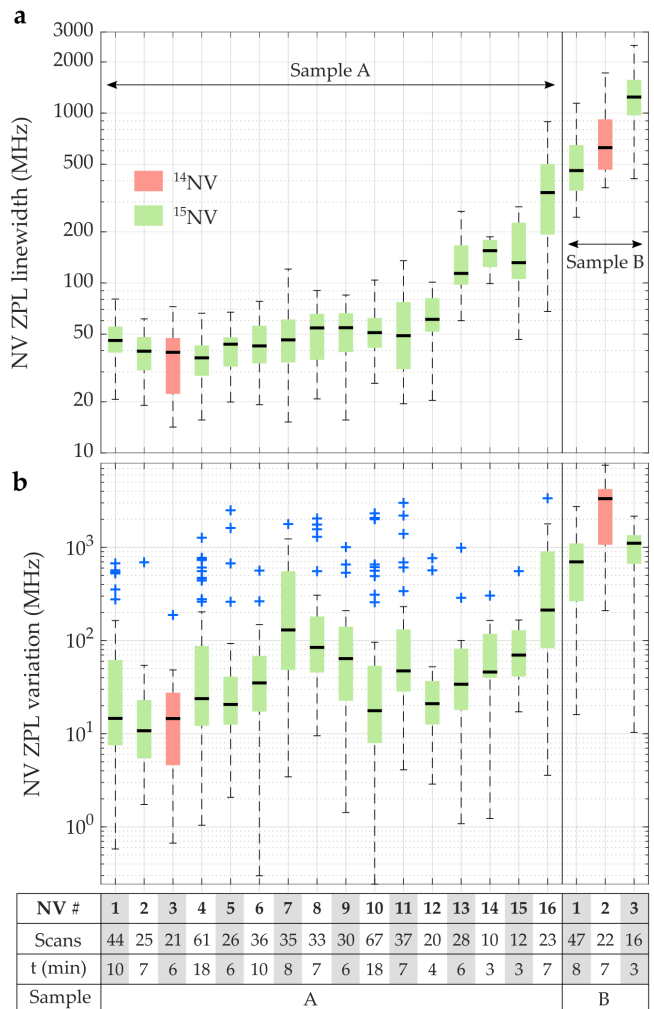 a
3000
2000
1000
500
200
100
50
20
10
NV ZPL linewidth (MHz)
Sample A
¹⁴NV
¹⁵NV
Sample B
b
10³
10²
10¹
10⁰
NV ZPL variation (MHz)
NV # 1 2 3 4 5 6 7 8 9 10 11 12 13 14 15 16 1 2 3
Scans 44 25 21 61 26 36 35 33 30 67 37 20 28 10 12 23 47 22 16
t (min) 10 7 6 18 6 10 8 7 6 18 7 4 6 3 3 7 8 7 3
Sample A B